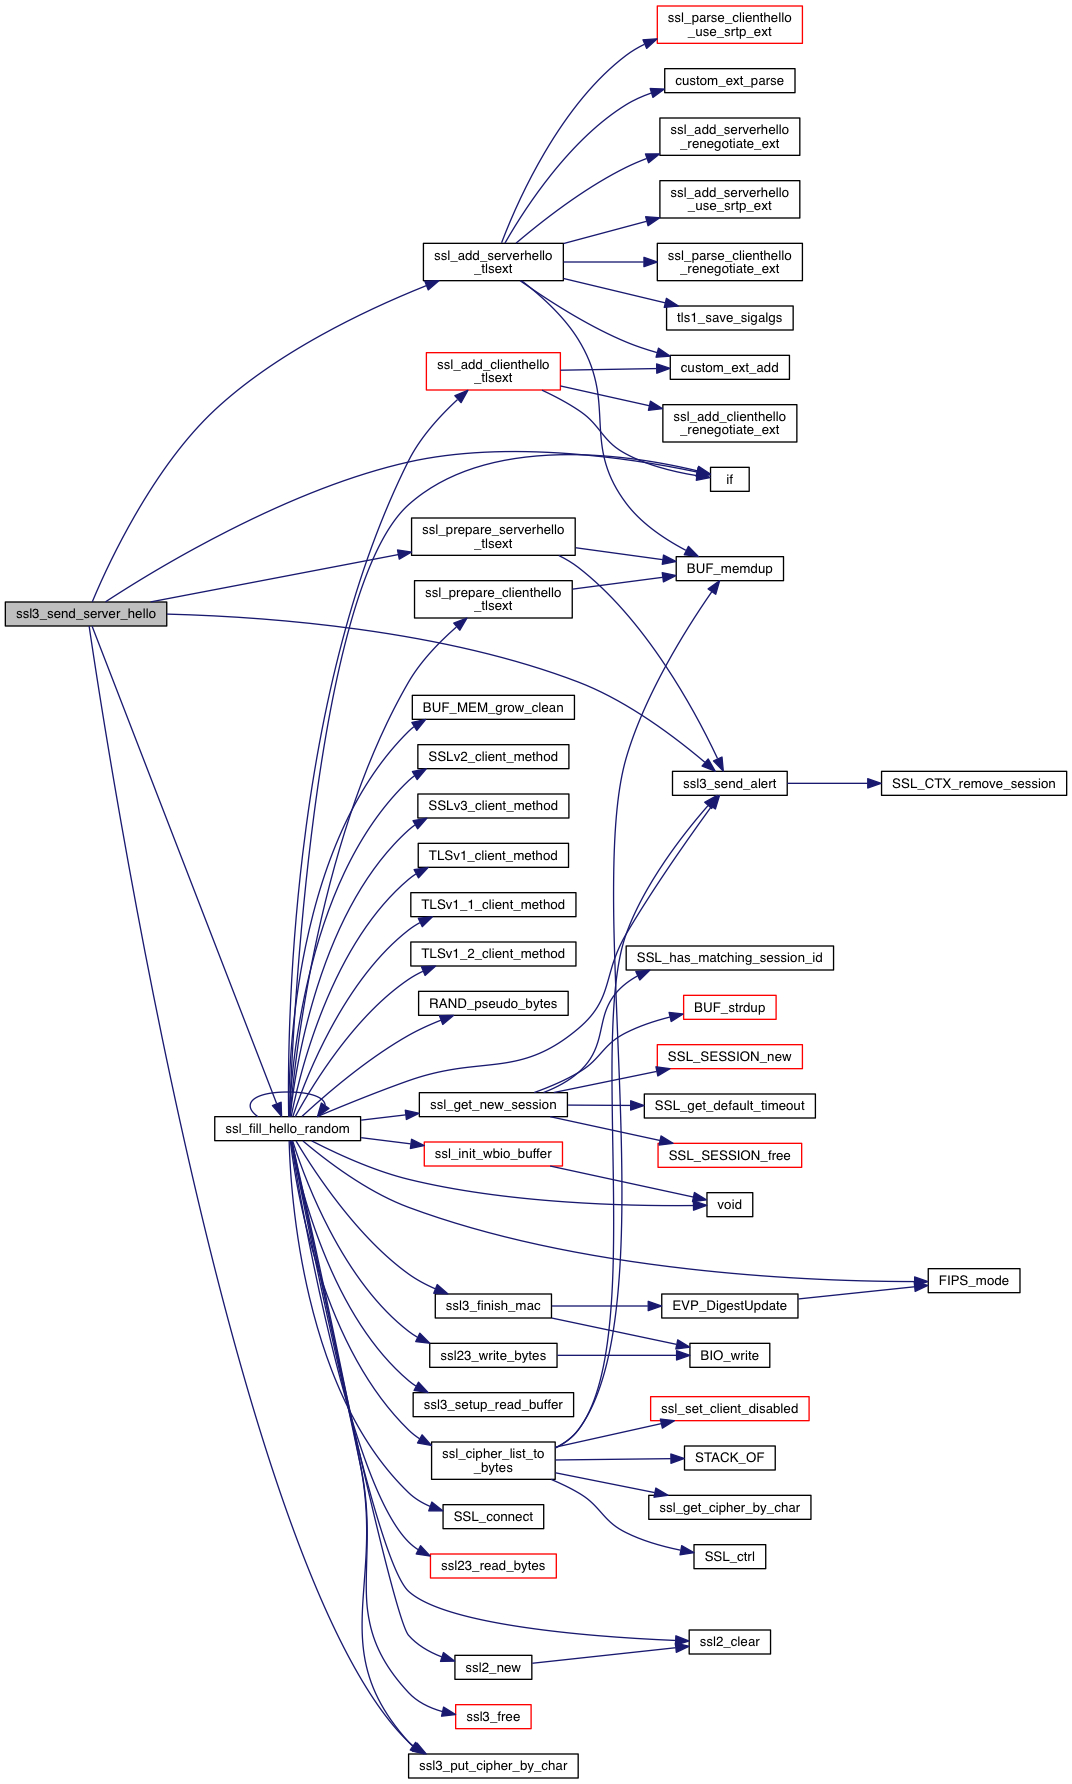 ssl_parse_clienthello
_use_srtp_ext
custom_ext_parse
ssl_add_serverhello
_renegotiate_ext
ssl_add_serverhello
_use_srtp_ext
ssl_add_serverhello
_tlsext
ssl_parse_clienthello
_renegotiate_ext
tls1_save_sigalgs
ssl_add_clienthello
_tlsext
custom_ext_add
ssl_add_clienthello
_renegotiate_ext
if
ssl_prepare_serverhello
_tlsext
BUF_memdup
ssl_prepare_clienthello
_tlsext
ssl3_send_server_hello
BUF_MEM_grow_clean
SSLv2_client_method
ssl3_send_alert
SSL_CTX_remove_session
SSLv3_client_method
TLSv1_client_method
TLSv1_1_client_method
TLSv1_2_client_method
SSL_has_matching_session_id
RAND_pseudo_bytes
BUF_strdup
SSL_SESSION_new
ssl_get_new_session
SSL_get_default_timeout
ssl_fill_hello_random
ssl_init_wbio_buffer
SSL_SESSION_free
void
FIPS_mode
ssl3_finish_mac
EVP_DigestUpdate
ssl23_write_bytes
BIO_write
ssl3_setup_read_buffer
ssl_set_client_disabled
ssl_cipher_list_to
_bytes
STACK_OF
ssl_get_cipher_by_char
SSL_connect
SSL_ctrl
ssl23_read_bytes
ssl2_clear
ssl2_new
ssl3_free
ssl3_put_cipher_by_char